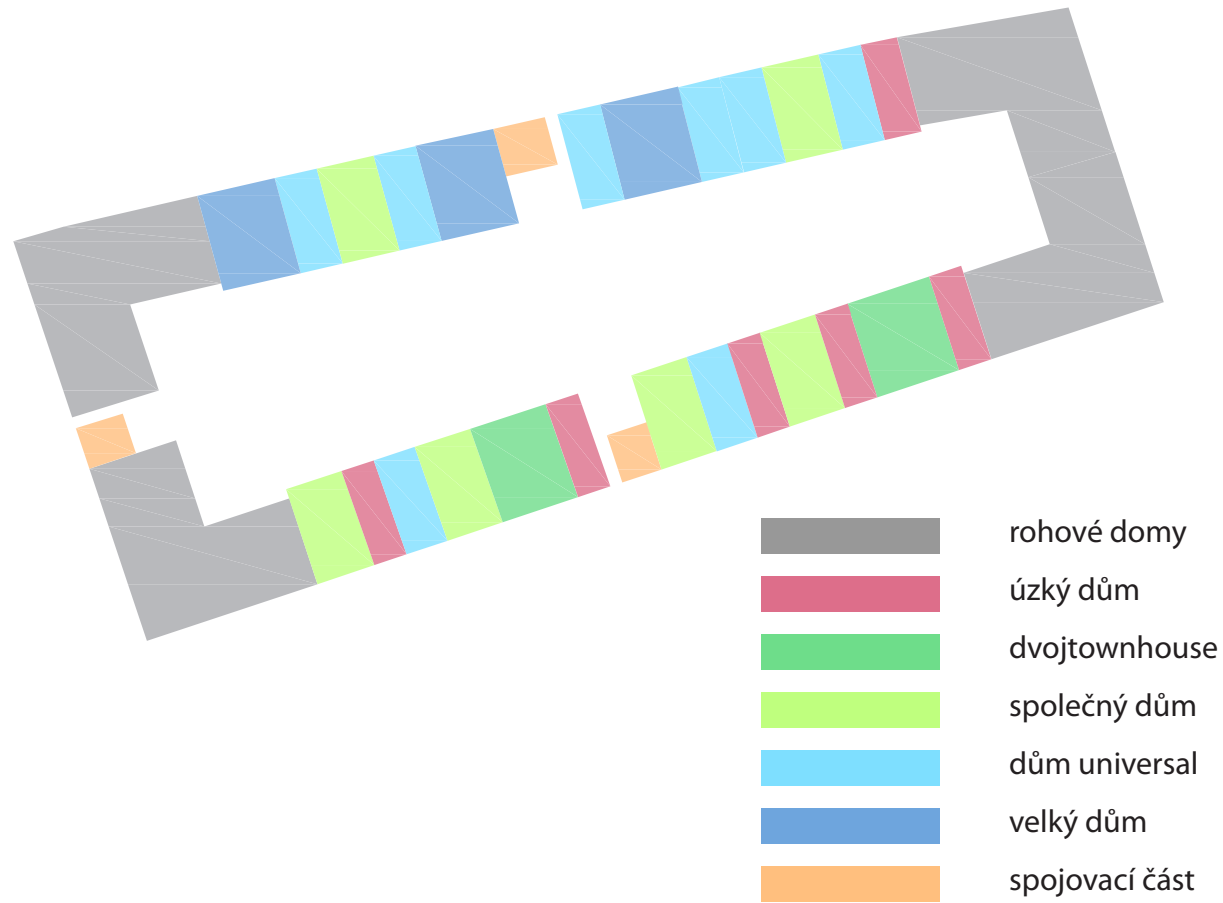 rohové domy
úzký dům
dvojtownhouse
společný dům
dům universal
velký dům
spojovací část